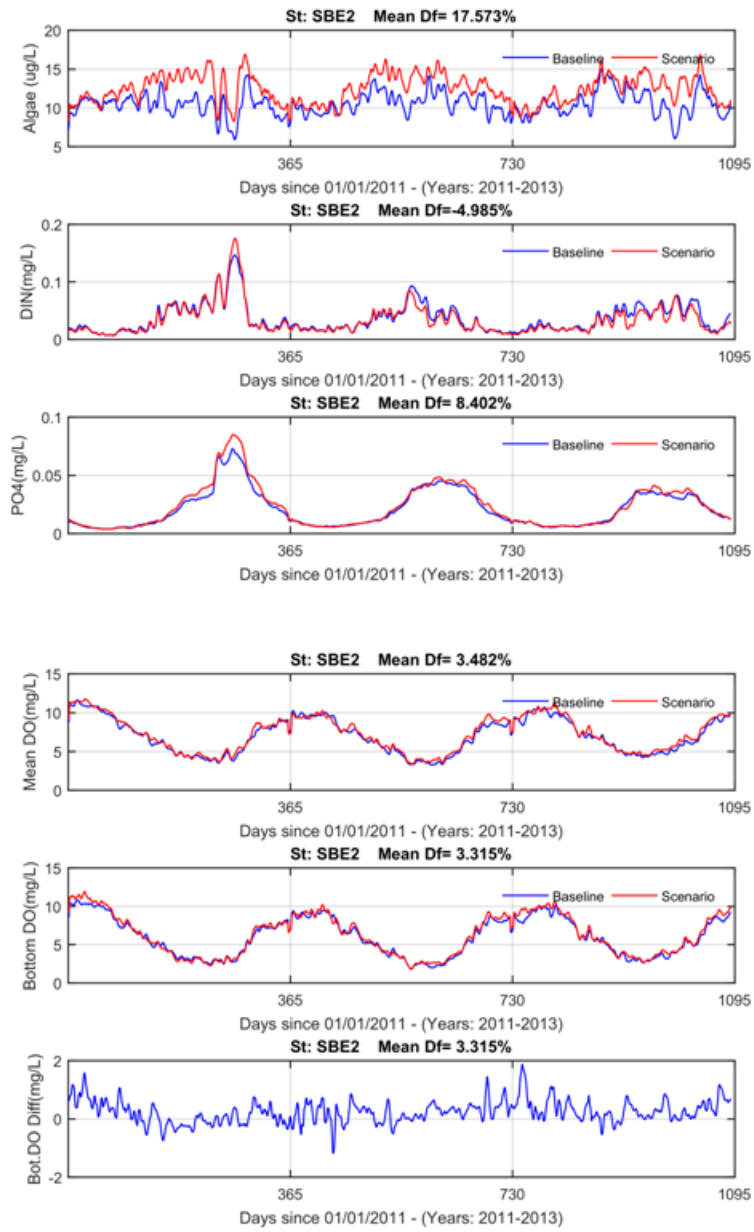 St: SBE2 Mean Df= 17.573%
20
15
10
5
Algae (ug/L)
Baseline Scenario
365 730 1095
Days since 01/01/2011 - (Years: 2011-2013)
St: SBE2 Mean Df=-4.985%
0.2
0.1
0
DIN(mg/L)
Baseline Scenario
365 730 1095
Days since 01/01/2011 - (Years: 2011-2013)
St: SBE2 Mean Df= 8.402%
0.1
0.05
0
PO4(mg/L)
Baseline Scenario
365 730 1095
Days since 01/01/2011 - (Years: 2011-2013)
St: SBE2 Mean Df= 3.482%
15
10
5
0
Mean DO(mg/L)
Baseline Scenario
365 730 1095
Days since 01/01/2011 - (Years: 2011-2013)
St: SBE2 Mean Df= 3.315%
15
10
5
0
Bottom DO(mg/L)
Baseline Scenario
365 730 1095
Days since 01/01/2011 - (Years: 2011-2013)
St: SBE2 Mean Df= 3.315%
2
0
-2
Bot.DO Diff(mg/L)
365 730 1095
Days since 01/01/2011 - (Years: 2011-2013)